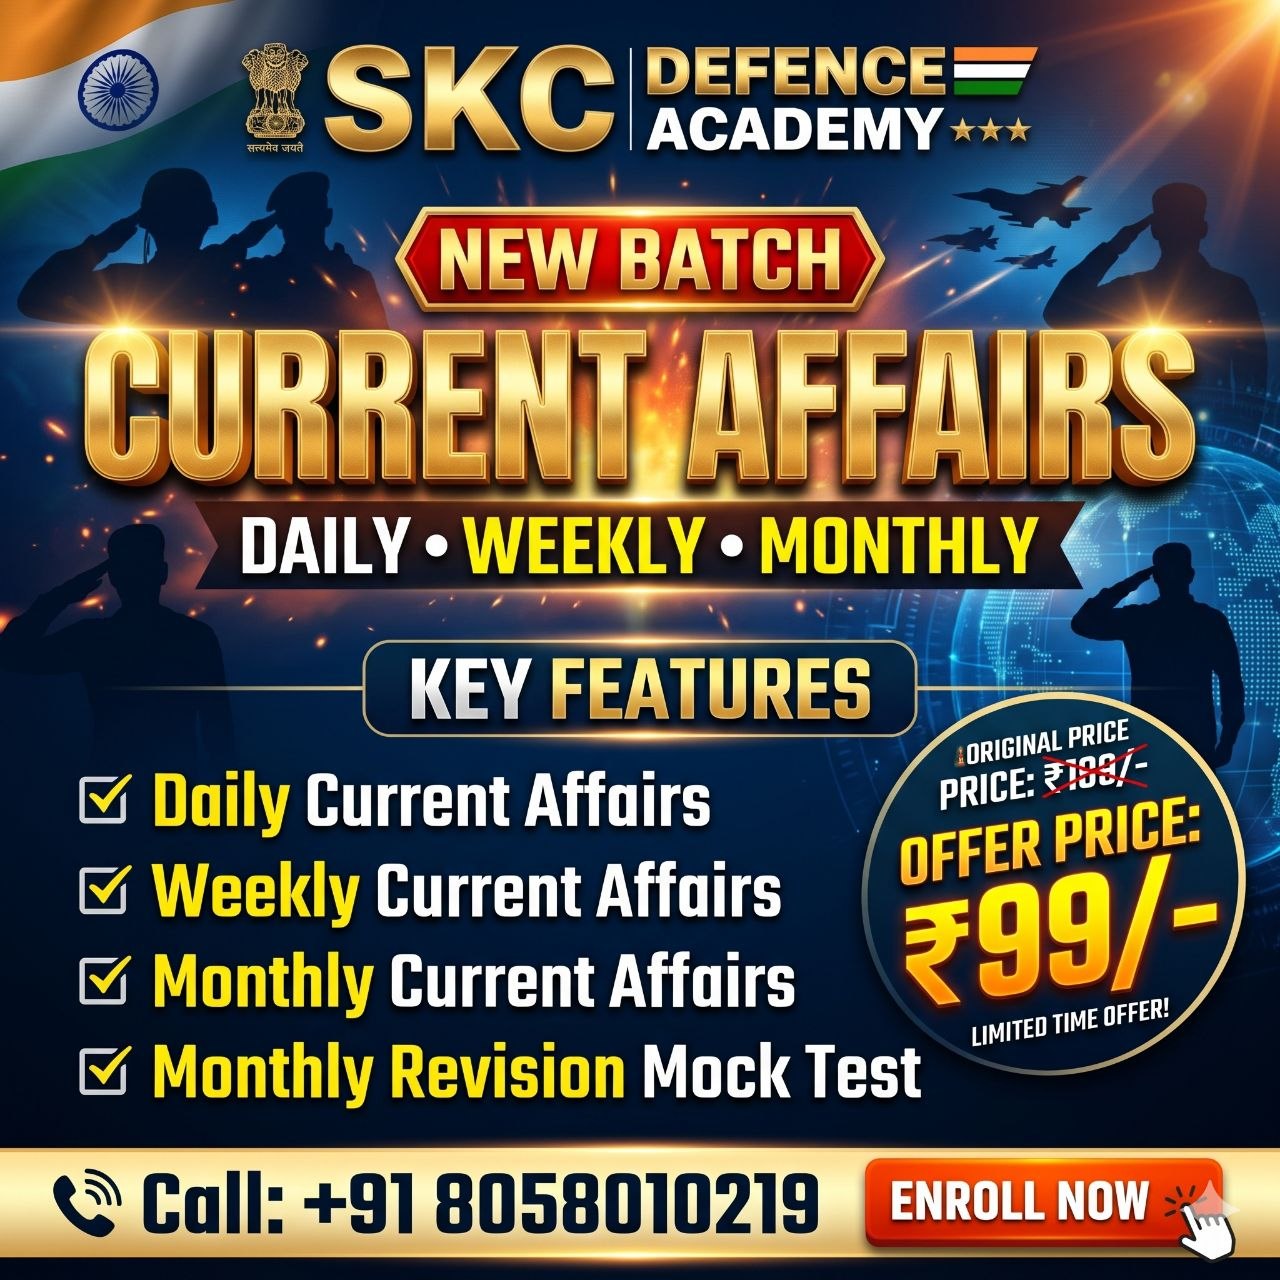 सत्यमेव जयते
SKC DEFENCE ACADEMY
NEW BATCH
CURRENT AFFAIRS
DAILY • WEEKLY • MONTHLY
KEY FEATURES
Daily Current Affairs
Weekly Current Affairs
Monthly Current Affairs
Monthly Revision Mock Test
ORIGINAL PRICE
PRICE: ₹199/-
OFFER PRICE:
₹99/-
LIMITED TIME OFFER!
Call: +91 8058010219
ENROLL NOW